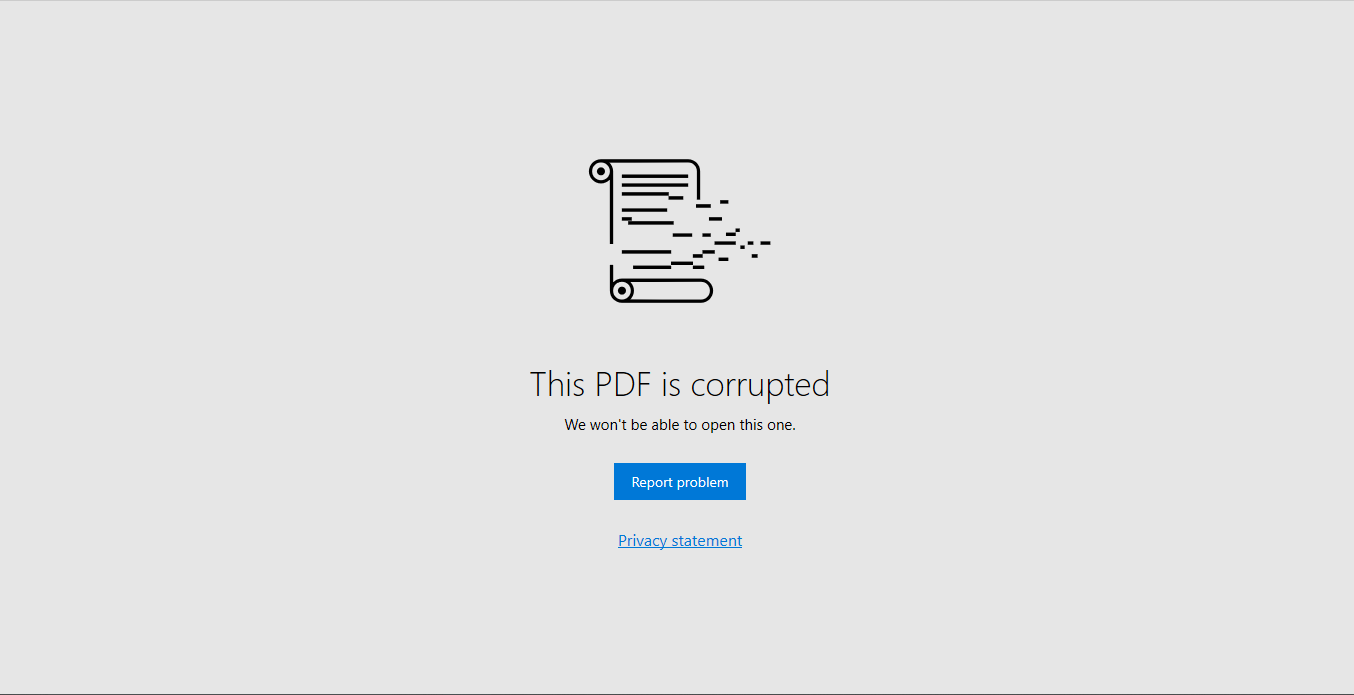 This PDF is corrupted
We won't be able to open this one.
Report problem
Privacy statement